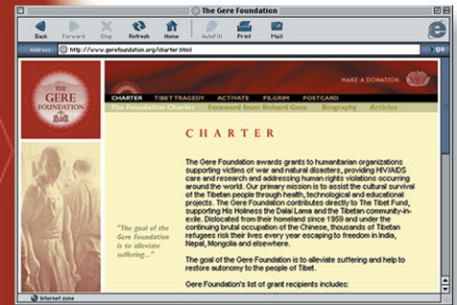 The Gere Foundation
Back Forward Stop Refresh Home AutoFill Print Mail
Address: http://www.gerefoundation.org/charter.html go
MAKE A DONATION
THE
GERE
FOUNDATION
CHARTER TIBET TRAGEDY ACTIVATE PILGRIM POSTCARD
The Foundation Charter Foreword from Richard Gere Biography Articles
CHARTER
The Gere Foundation awards grants to humanitarian organizations
supporting victims of war and natural disasters, providing HIV/AIDS
care and research and addressing human rights violations occurring
around the world. Our primary mission is to assist the cultural survival
of the Tibetan people through health, technological and educational
projects. The Gere Foundation contributes directly to The Tibet Fund,
supporting His Holiness the Dalai Lama and the Tibetan community-in-
exile. Dislocated from their homeland since 1959 and under the
continuing brutal occupation of the Chinese, thousands of Tibetan
refugees risk their lives every year escaping to freedom in India,
Nepal, Mongolia and elsewhere.
"The goal of the
Gere Foundation
is to alleviate
suffering..."
The goal of the Gere Foundation is to alleviate suffering and help to
restore autonomy to the people of Tibet.
Gere Foundation's list of grant recipients includes:
Internet zone